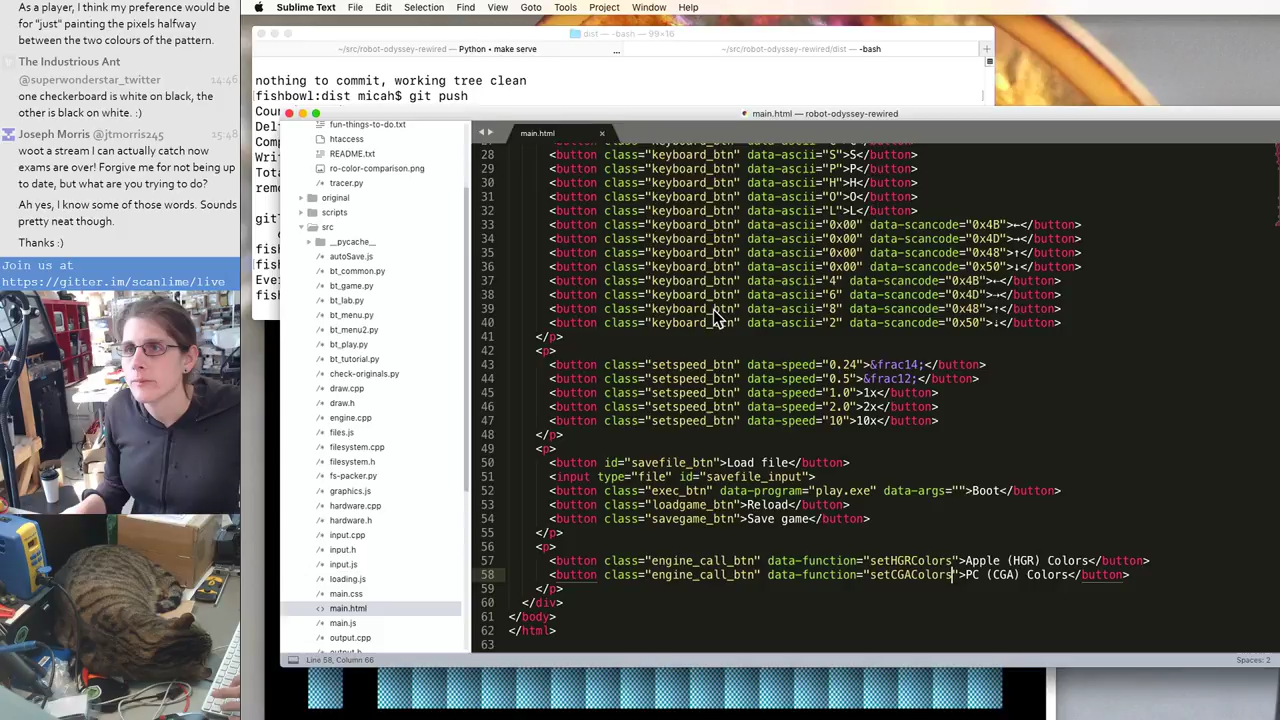 As a player, I think my preference would be
for "just" painting the pixels halfway
between the two colours of the pattern.
The Industrious Ant
@superwonderstar_twitter 14:46
one checkerboard is white on black, the
other is black on white. :)
Joseph Morris @jtmorris245 15:48
woot a stream I can actually catch now
exams are over! Forgive me for not being up
to date, but what are you trying to do?
Ah yes, I know some of those words. Sounds
pretty neat though.
Thanks :)
Join us at
https://gitter.im/scanlime/live
Sublime Text File Edit Selection Find View Goto Tools Project Window Help
dist — -bash — 99×16
~/src/robot-odyssey-rewired — Python • make serve ... ~/src/robot-odyssey-rewired/dist — -bash
nothing to commit, working tree clean
[fishbowl:dist micah$ git push
main.html — robot-odyssey-rewired
main.html
fun-things-to-do.txt
htaccess
README.txt
ro-color-comparison.png
tracer.py
original
scripts
src
__pycache__
autoSave.js
bt_common.py
bt_game.py
bt_lab.py
bt_menu.py
bt_menu2.py
bt_play.py
bt_tutorial.py
check-originals.py
draw.cpp
draw.h
engine.cpp
files.js
filesystem.cpp
filesystem.h
fs-packer.py
graphics.js
hardware.cpp
hardware.h
input.cpp
input.h
input.js
loading.js
main.css
main.html
main.js
output.cpp
28 <button class="keyboard_btn" data-ascii="S">S</button>
29 <button class="keyboard_btn" data-ascii="P">P</button>
30 <button class="keyboard_btn" data-ascii="H">H</button>
31 <button class="keyboard_btn" data-ascii="O">O</button>
32 <button class="keyboard_btn" data-ascii="L">L</button>
33 <button class="keyboard_btn" data-ascii="0x00" data-scancode="0x4B">←</button>
34 <button class="keyboard_btn" data-ascii="0x00" data-scancode="0x4D">→</button>
35 <button class="keyboard_btn" data-ascii="0x00" data-scancode="0x48">↑</button>
36 <button class="keyboard_btn" data-ascii="0x00" data-scancode="0x50">↓</button>
37 <button class="keyboard_btn" data-ascii="4" data-scancode="0x4B">⇠</button>
38 <button class="keyboard_btn" data-ascii="6" data-scancode="0x4D">⇢</button>
39 <button class="keyboard_btn" data-ascii="8" data-scancode="0x48">⇡</button>
40 <button class="keyboard_btn" data-ascii="2" data-scancode="0x50">⇣</button>
41 </p>
42 <p>
43 <button class="setspeed_btn" data-speed="0.24">&frac14;</button>
44 <button class="setspeed_btn" data-speed="0.5">&frac12;</button>
45 <button class="setspeed_btn" data-speed="1.0">1x</button>
46 <button class="setspeed_btn" data-speed="2.0">2x</button>
47 <button class="setspeed_btn" data-speed="10">10x</button>
48 </p>
49 <p>
50 <button id="savefile_btn">Load file</button>
51 <input type="file" id="savefile_input">
52 <button class="exec_btn" data-program="play.exe" data-args="">Boot</button>
53 <button class="loadgame_btn">Reload</button>
54 <button class="savegame_btn">Save game</button>
55 </p>
56 <p>
57 <button class="engine_call_btn" data-function="setHGRColors">Apple (HGR) Colors</button>
58 <button class="engine_call_btn" data-function="setCGAColors">PC (CGA) Colors</button>
59 </p>
60 </div>
61 </body>
62 </html>
63
Line 58, Column 66 Spaces: 2